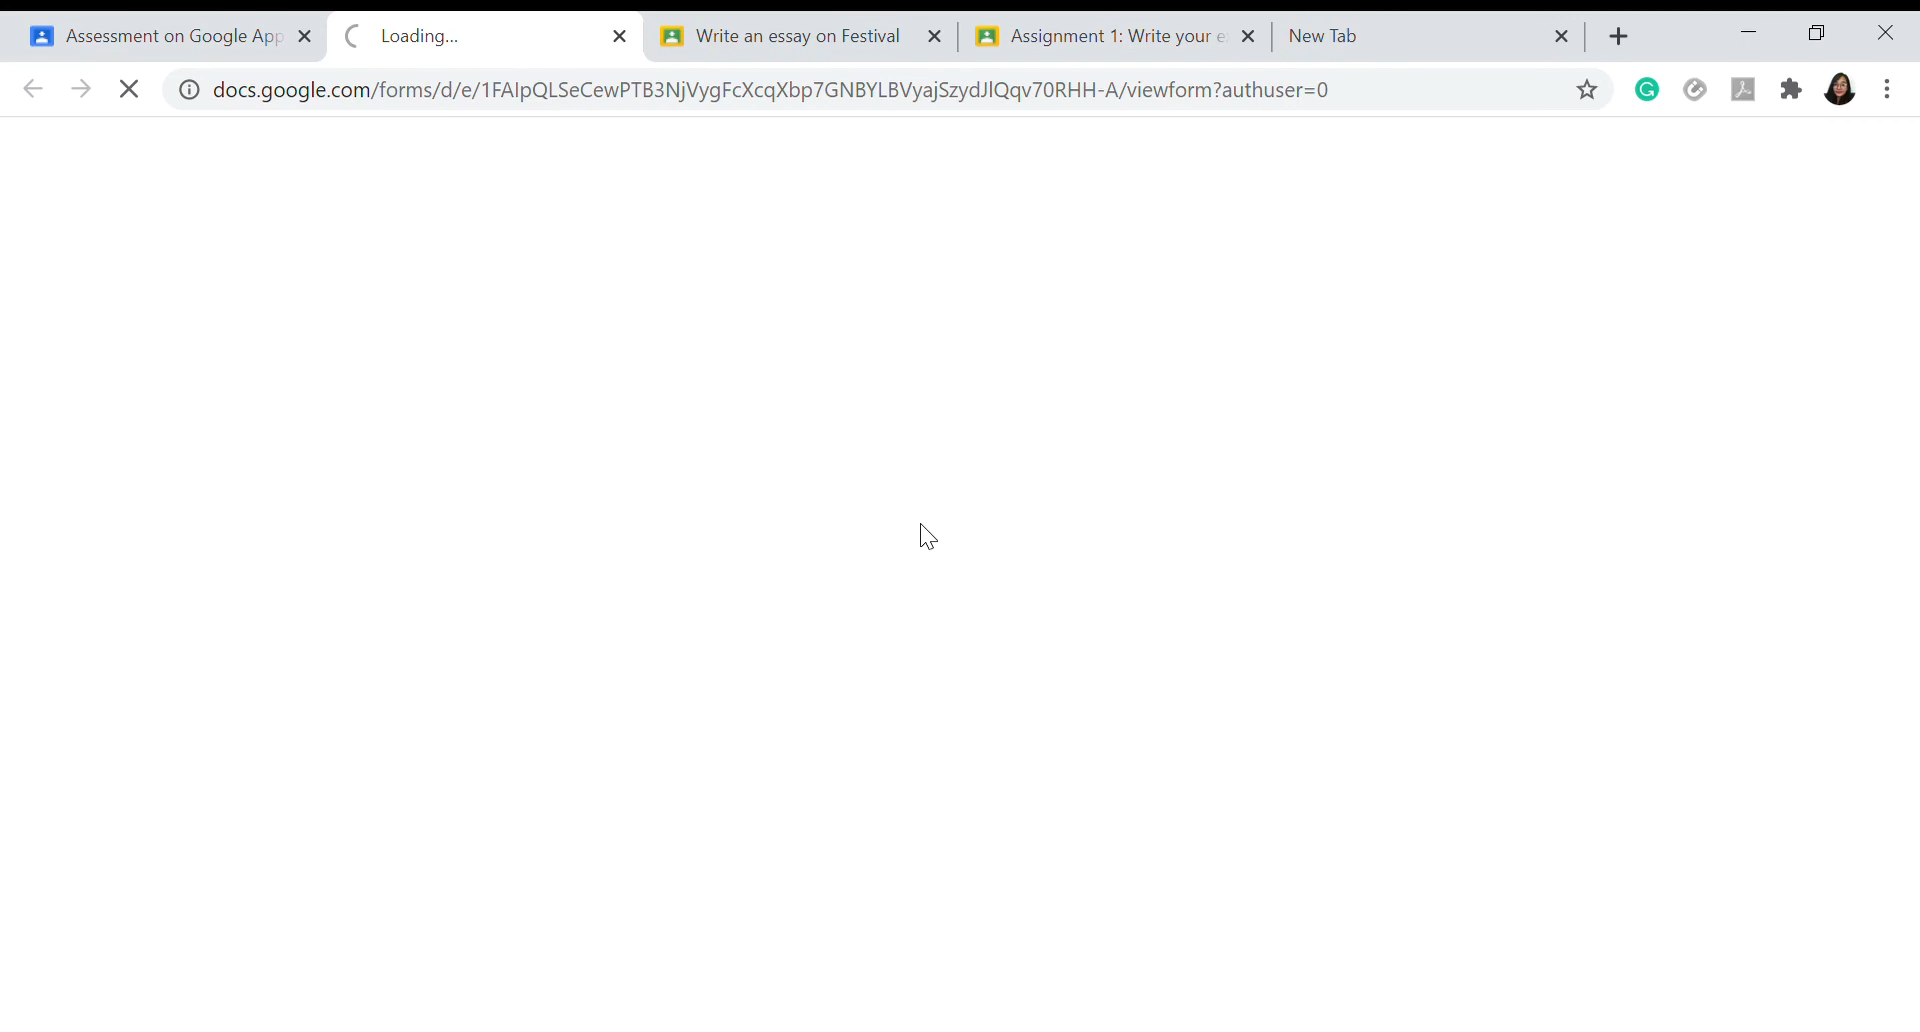 Assessment on Google App
Loading...
Write an essay on Festival
Assignment 1: Write your e
New Tab
docs.google.com/forms/d/e/1FAIpQLSeCewPTB3NjVygFcXcqXbp7GNBYLBVyajSzydJlQqv70RHH-A/viewform?authuser=0